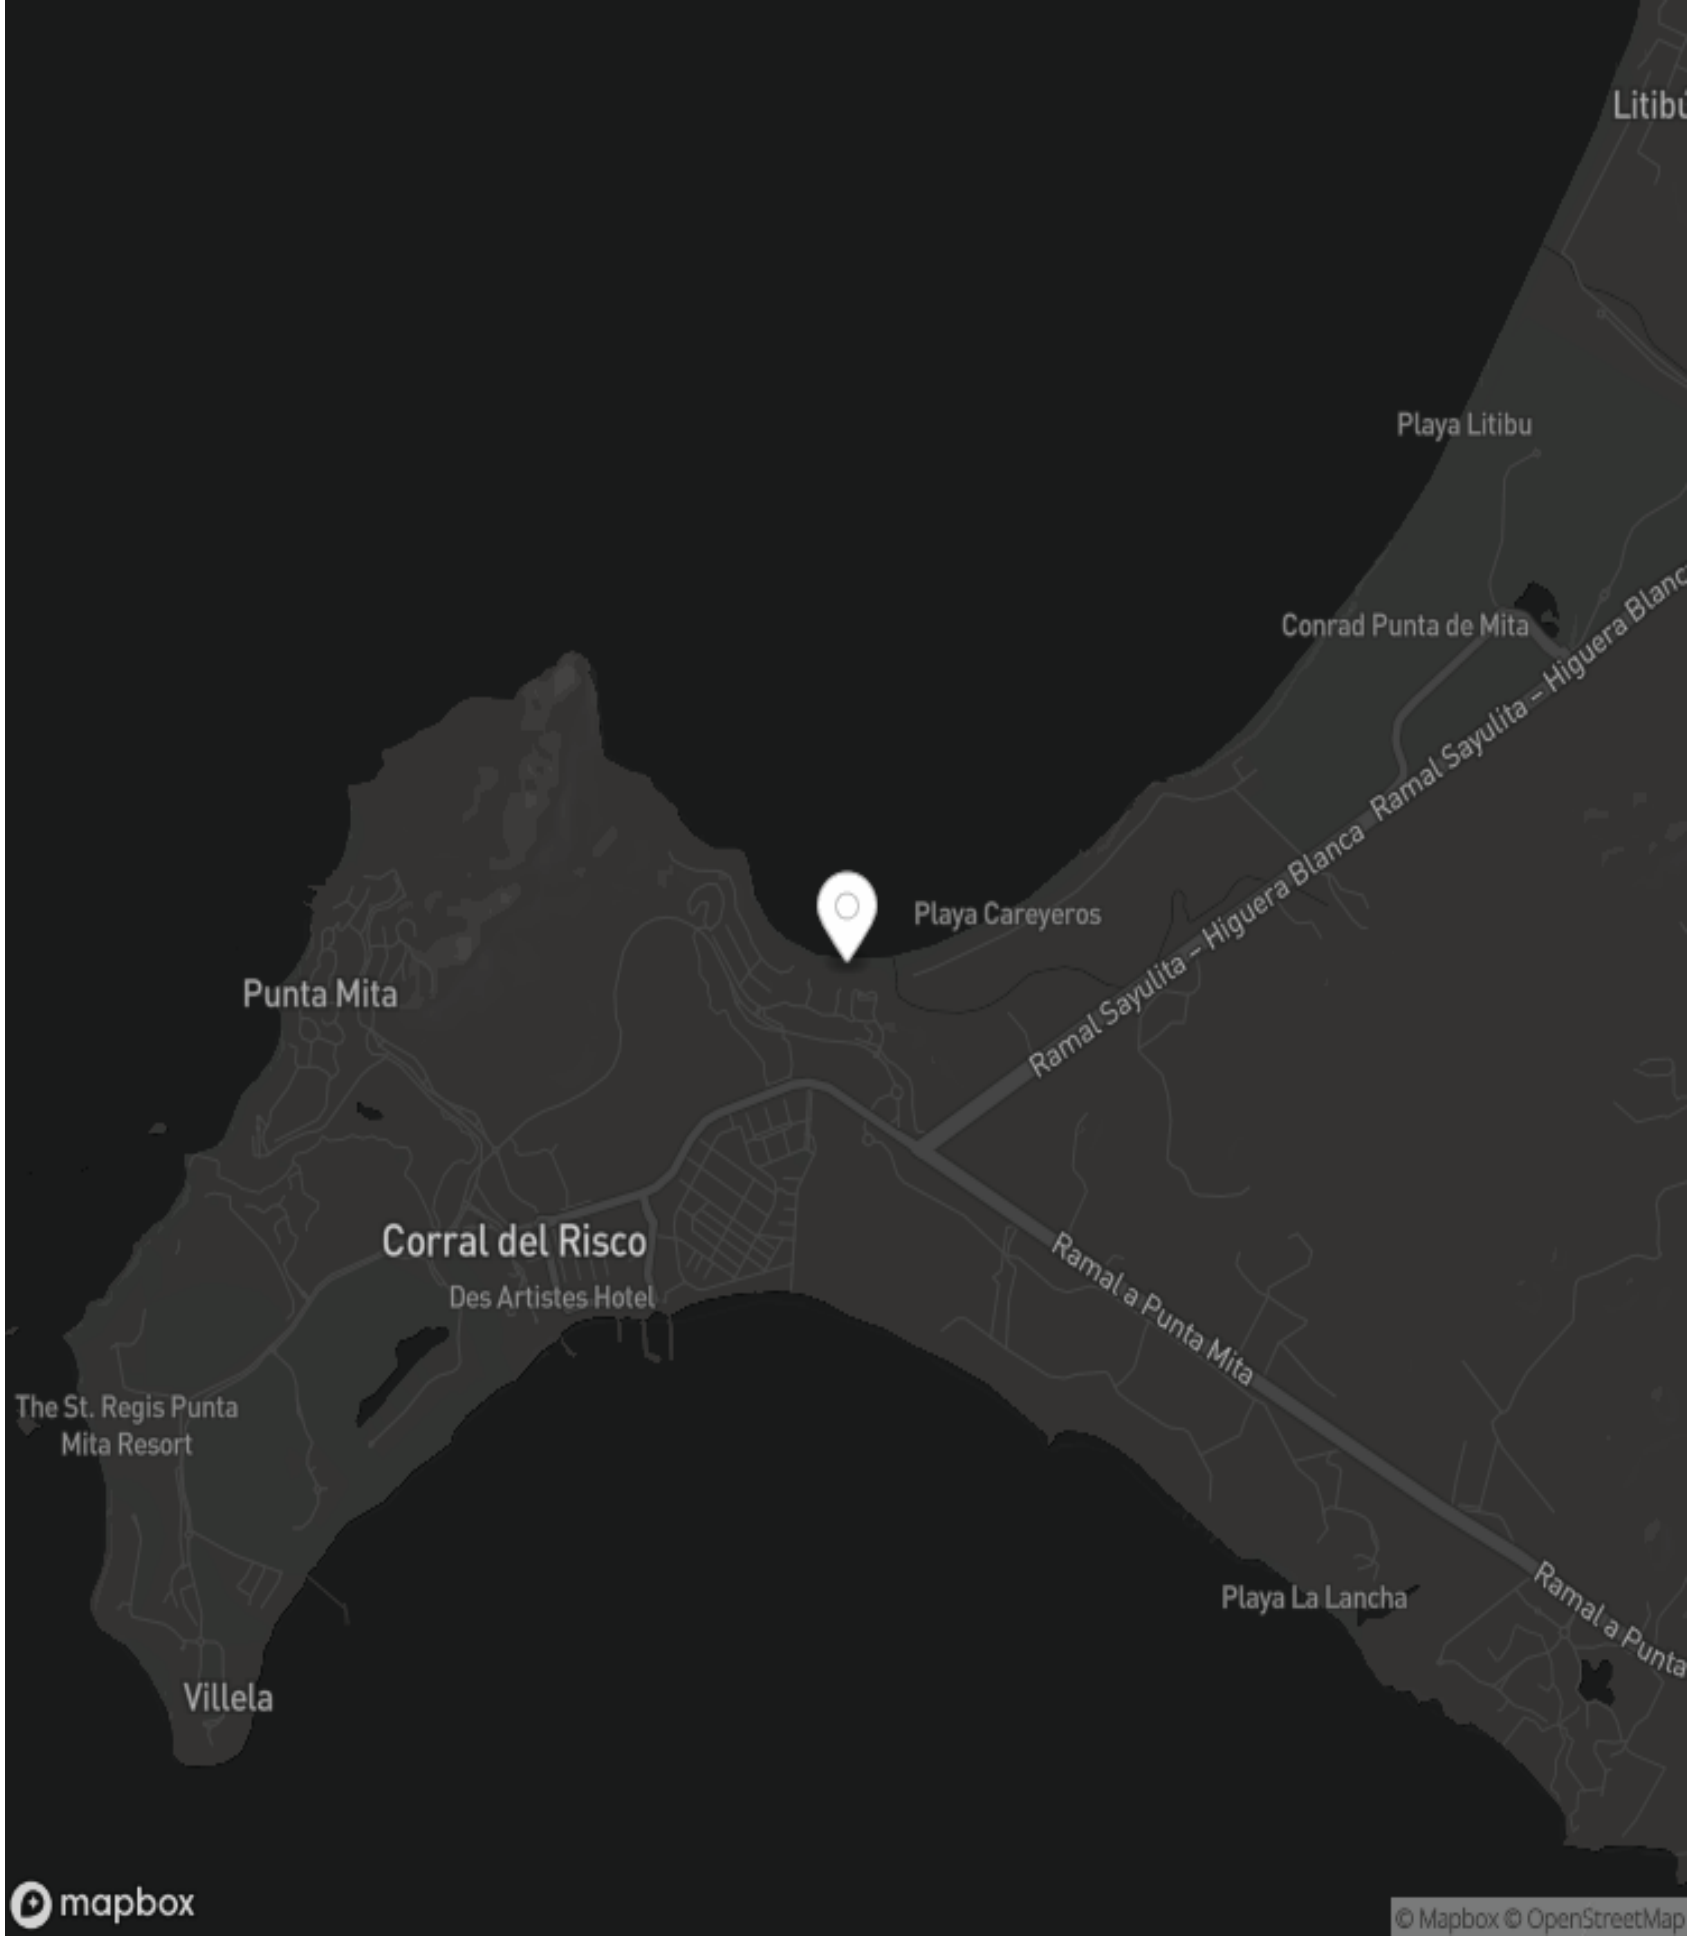 Litibú
Playa Litibu
Conrad Punta de Mita
Ramal Sayulita – Higuera Blanca
Ramal Sayulita – Higuera Blanca
Playa Careyeros
Punta Mita
Corral del Risco
Des Artistes Hotel
Ramal a Punta Mita
The St. Regis Punta
Mita Resort
Playa La Lancha
Ramal a Punta
Villela
mapbox
© Mapbox © OpenStreetMap